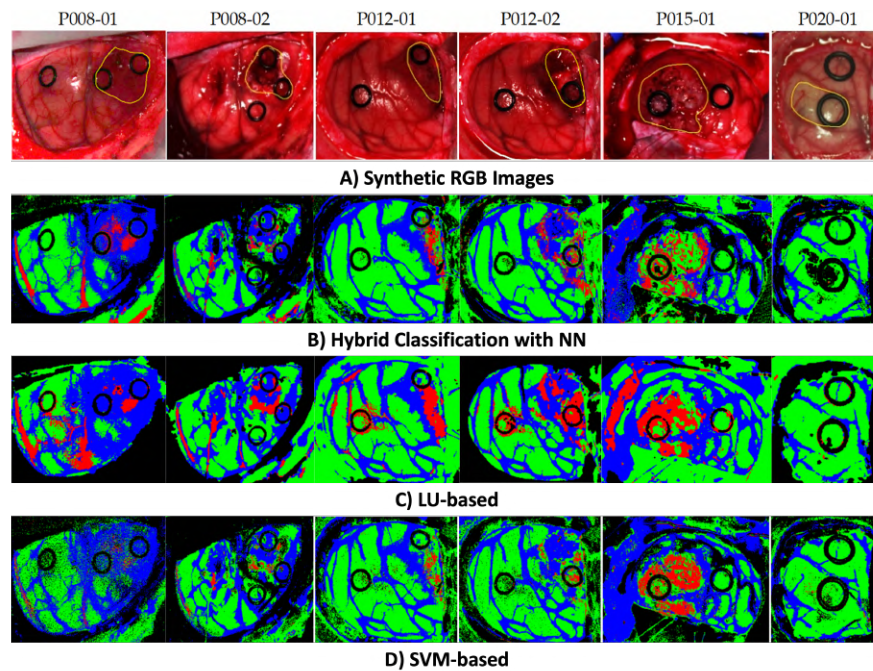 P008-01 P008-02 P012-01 P012-02 P015-01 P020-01
A) Synthetic RGB Images
B) Hybrid Classification with NN
C) LU-based
D) SVM-based